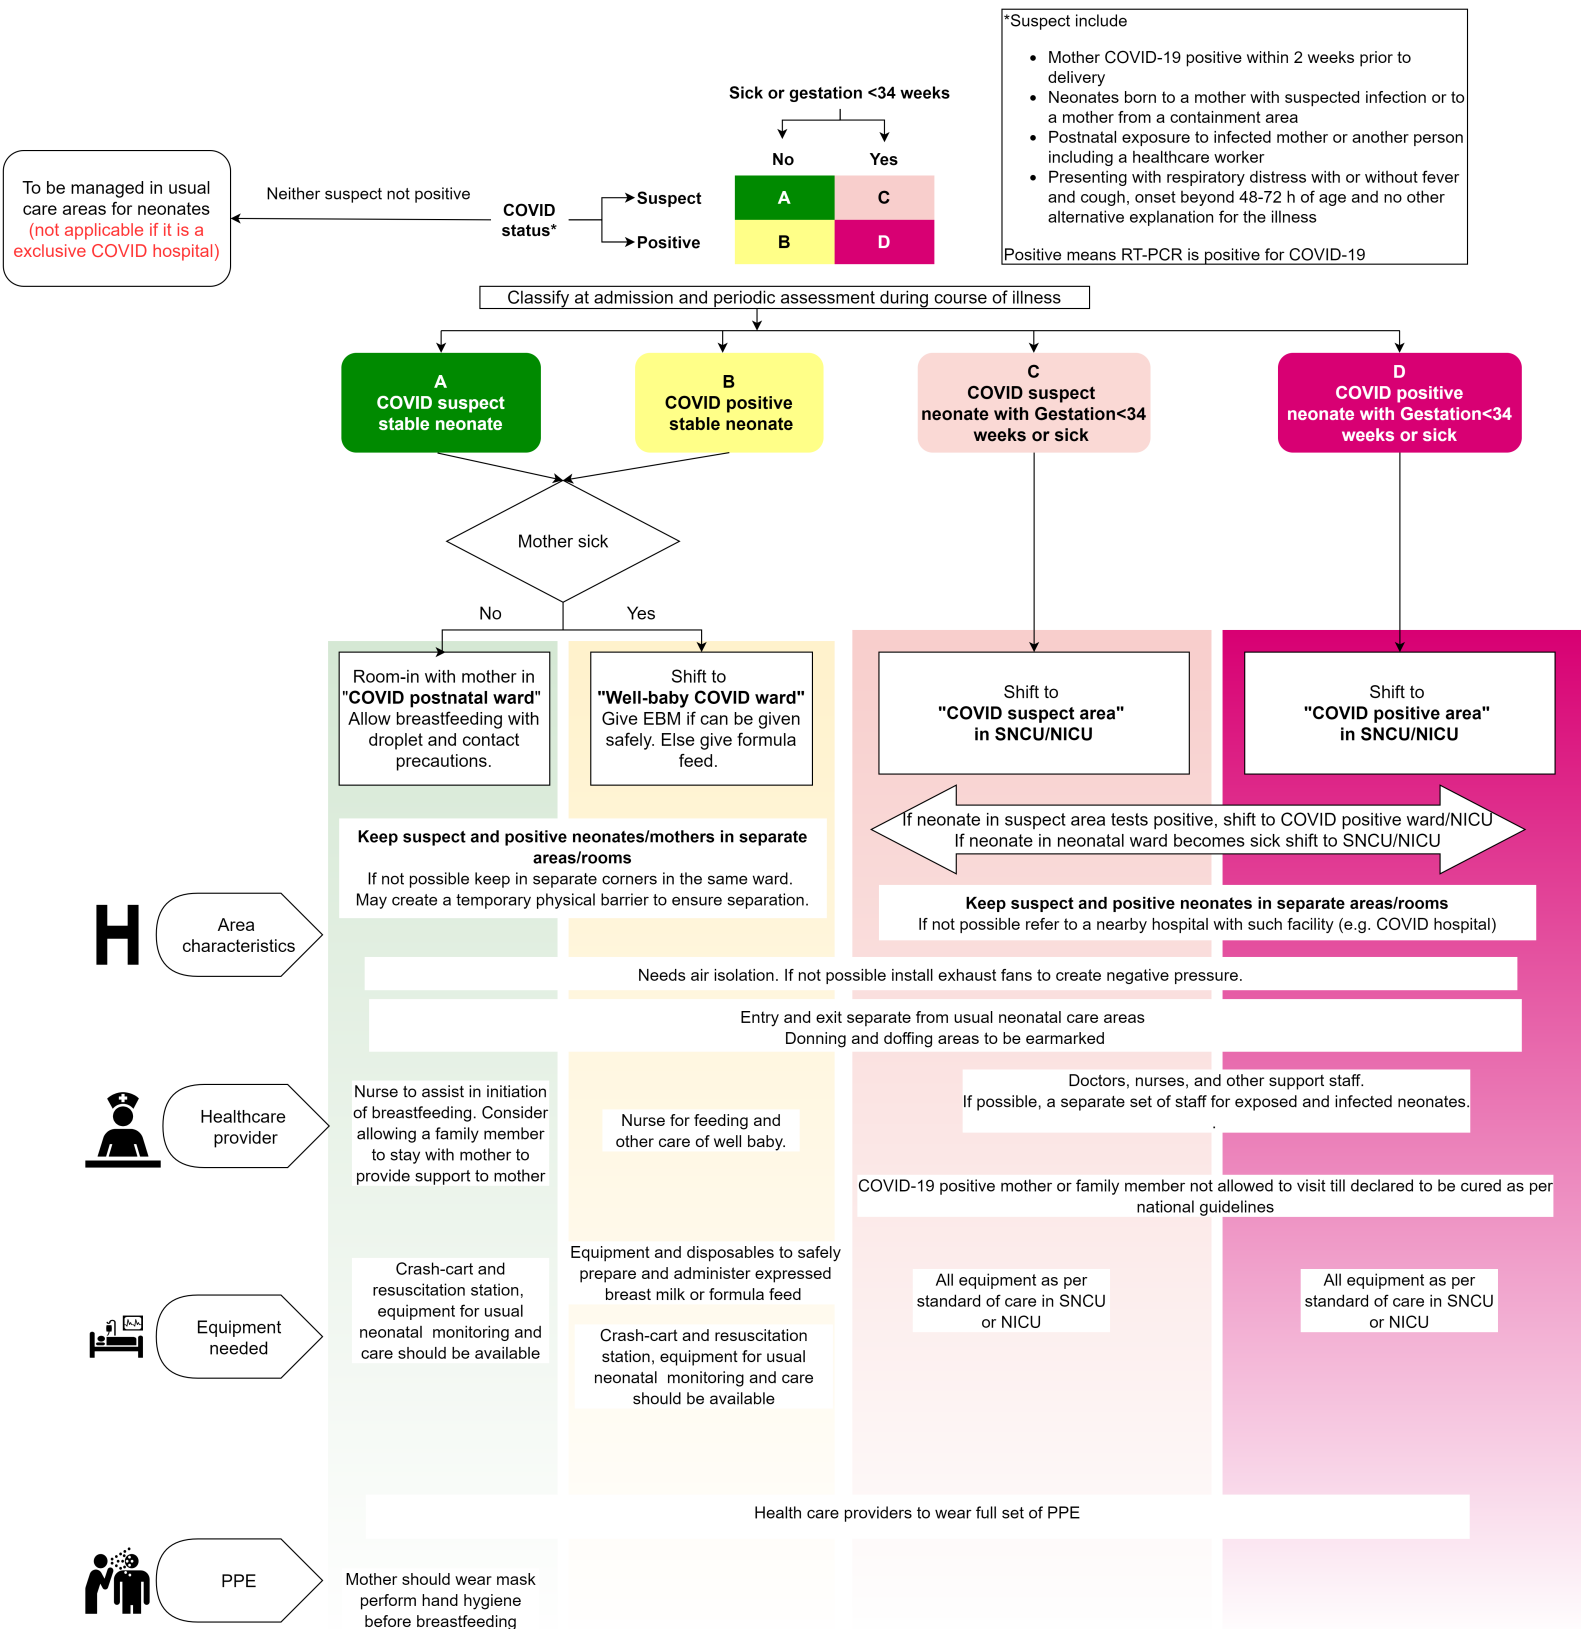 *Suspect include
• Mother COVID-19 positive within 2 weeks prior to
delivery
• Neonates born to a mother with suspected infection or to
a mother from a containment area
• Postnatal exposure to infected mother or another person
including a healthcare worker
• Presenting with respiratory distress with or without fever
and cough, onset beyond 48-72 h of age and no other
alternative explanation for the illness
Positive means RT-PCR is positive for COVID-19
Sick or gestation <34 weeks
No
Yes
To be managed in usual
care areas for neonates
(not applicable if it is a
exclusive COVID hospital)
Neither suspect not positive
COVID
status*
Suspect
Positive
A
C
B
D
Classify at admission and periodic assessment during course of illness
A
COVID suspect
stable neonate
B
COVID positive
stable neonate
C
COVID suspect
neonate with Gestation<34
weeks or sick
D
COVID positive
neonate with Gestation<34
weeks or sick
Mother sick
No
Yes
Room-in with mother in
"COVID postnatal ward"
Allow breastfeeding with
droplet and contact
precautions.
Shift to
"Well-baby COVID ward"
Give EBM if can be given
safely. Else give formula
feed.
Shift to
"COVID suspect area"
in SNCU/NICU
Shift to
"COVID positive area"
in SNCU/NICU
If neonate in suspect area tests positive, shift to COVID positive ward/NICU
If neonate in neonatal ward becomes sick shift to SNCU/NICU
Keep suspect and positive neonates/mothers in separate
areas/rooms
If not possible keep in separate corners in the same ward.
May create a temporary physical barrier to ensure separation.
Keep suspect and positive neonates in separate areas/rooms
If not possible refer to a nearby hospital with such facility (e.g. COVID hospital)
H
Area
characteristics
Needs air isolation. If not possible install exhaust fans to create negative pressure.
Entry and exit separate from usual neonatal care areas
Donning and doffing areas to be earmarked
Healthcare
provider
Nurse to assist in initiation
of breastfeeding. Consider
allowing a family member
to stay with mother to
provide support to mother
Nurse for feeding and
other care of well baby.
Doctors, nurses, and other support staff.
If possible, a separate set of staff for exposed and infected neonates.
.
COVID-19 positive mother or family member not allowed to visit till declared to be cured as per
national guidelines
Equipment
needed
Crash-cart and
resuscitation station,
equipment for usual
neonatal monitoring and
care should be available
Equipment and disposables to safely
prepare and administer expressed
breast milk or formula feed
Crash-cart and resuscitation
station, equipment for usual
neonatal monitoring and care
should be available
All equipment as per
standard of care in SNCU
or NICU
All equipment as per
standard of care in SNCU
or NICU
Health care providers to wear full set of PPE
PPE
Mother should wear mask
perform hand hygiene
before breastfeeding